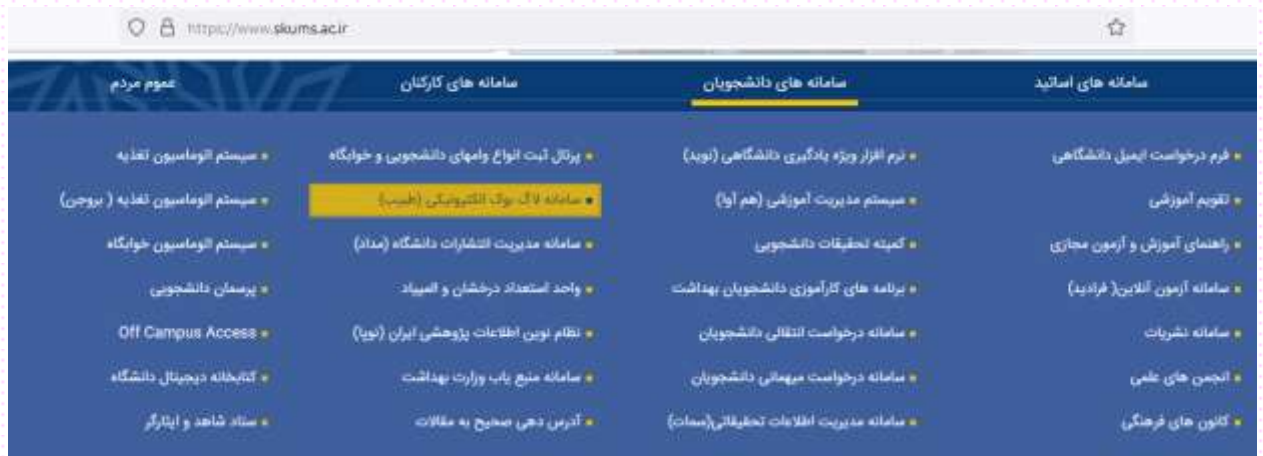 https://www.skums.ac.ir
سامانه های اساتید
سامانه های دانشجویان
سامانه های کارکنان
عموم مردم
فرم درخواست ایمیل دانشگاهی
تقویم آموزشی
راهنمای آموزش و آزمون مجازی
سامانه آزمون آنلاین( فرادید)
سامانه نشریات
انجمن های علمی
کانون های فرهنگی
نرم افزار ویژه یادگیری دانشگاهی (نوید)
سیستم مدیریت آموزشی (هم آوا)
کمیته تحقیقات دانشجویی
برنامه های کارآموزی دانشجویان بهداشت
سامانه درخواست انتقالی دانشجویان
سامانه درخواست میهمانی دانشجویان
سامانه مدیریت اطلاعات تحقیقاتی(سمات)
پرتال ثبت انواع وامهای دانشجویی و خوابگاه
سامانه لاگ بوک الکترونیکی (طبیب)
سامانه مدیریت انتشارات دانشگاه (مداد)
واحد استعداد درخشان و المپیاد
نظام نوین اطلاعات پژوهشی ایران (نوپا)
سامانه منبع یاب وزارت بهداشت
آدرس دهی صحیح به مقالات
سیستم اتوماسیون تغذیه
سیستم اتوماسیون تغذیه ( بروجن)
سیستم اتوماسیون خوابگاه
پرسمان دانشجویی
Off Campus Access
کتابخانه دیجیتال دانشگاه
ستاد شاهد و ایثارگر